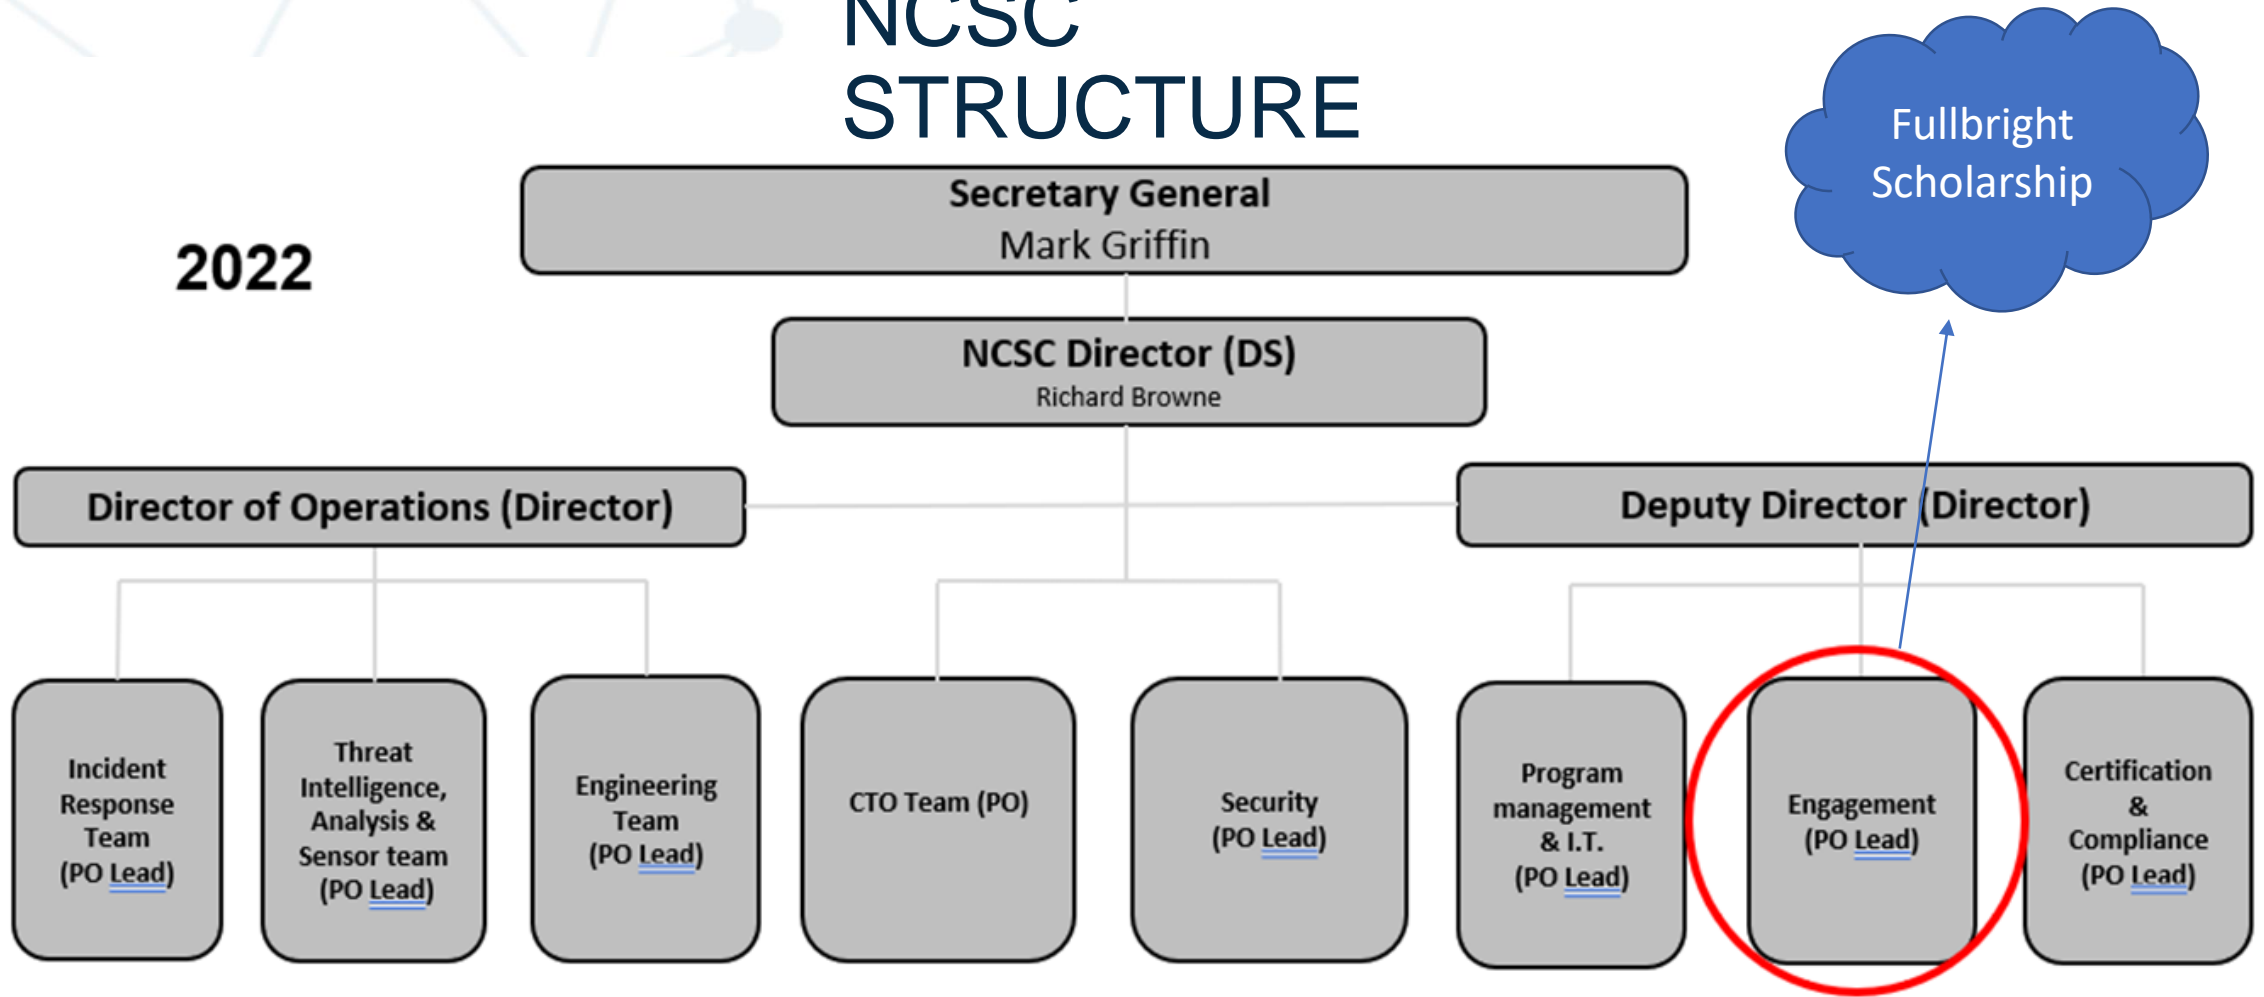 NCSC
STRUCTURE
Fullbright
Scholarship
Secretary General
Mark Griffin
2022
NCSC Director (DS)
Richard Browne
Director of Operations (Director)
Deputy Director (Director)
Incident
Response
Team
(PO Lead)
Threat
Intelligence,
Analysis &
Sensor team
(PO Lead)
Engineering
Team
(PO Lead)
CTO Team (PO)
Security
(PO Lead)
Program
management
& I.T.
(PO Lead)
Engagement
(PO Lead)
Certification
&
Compliance
(PO Lead)